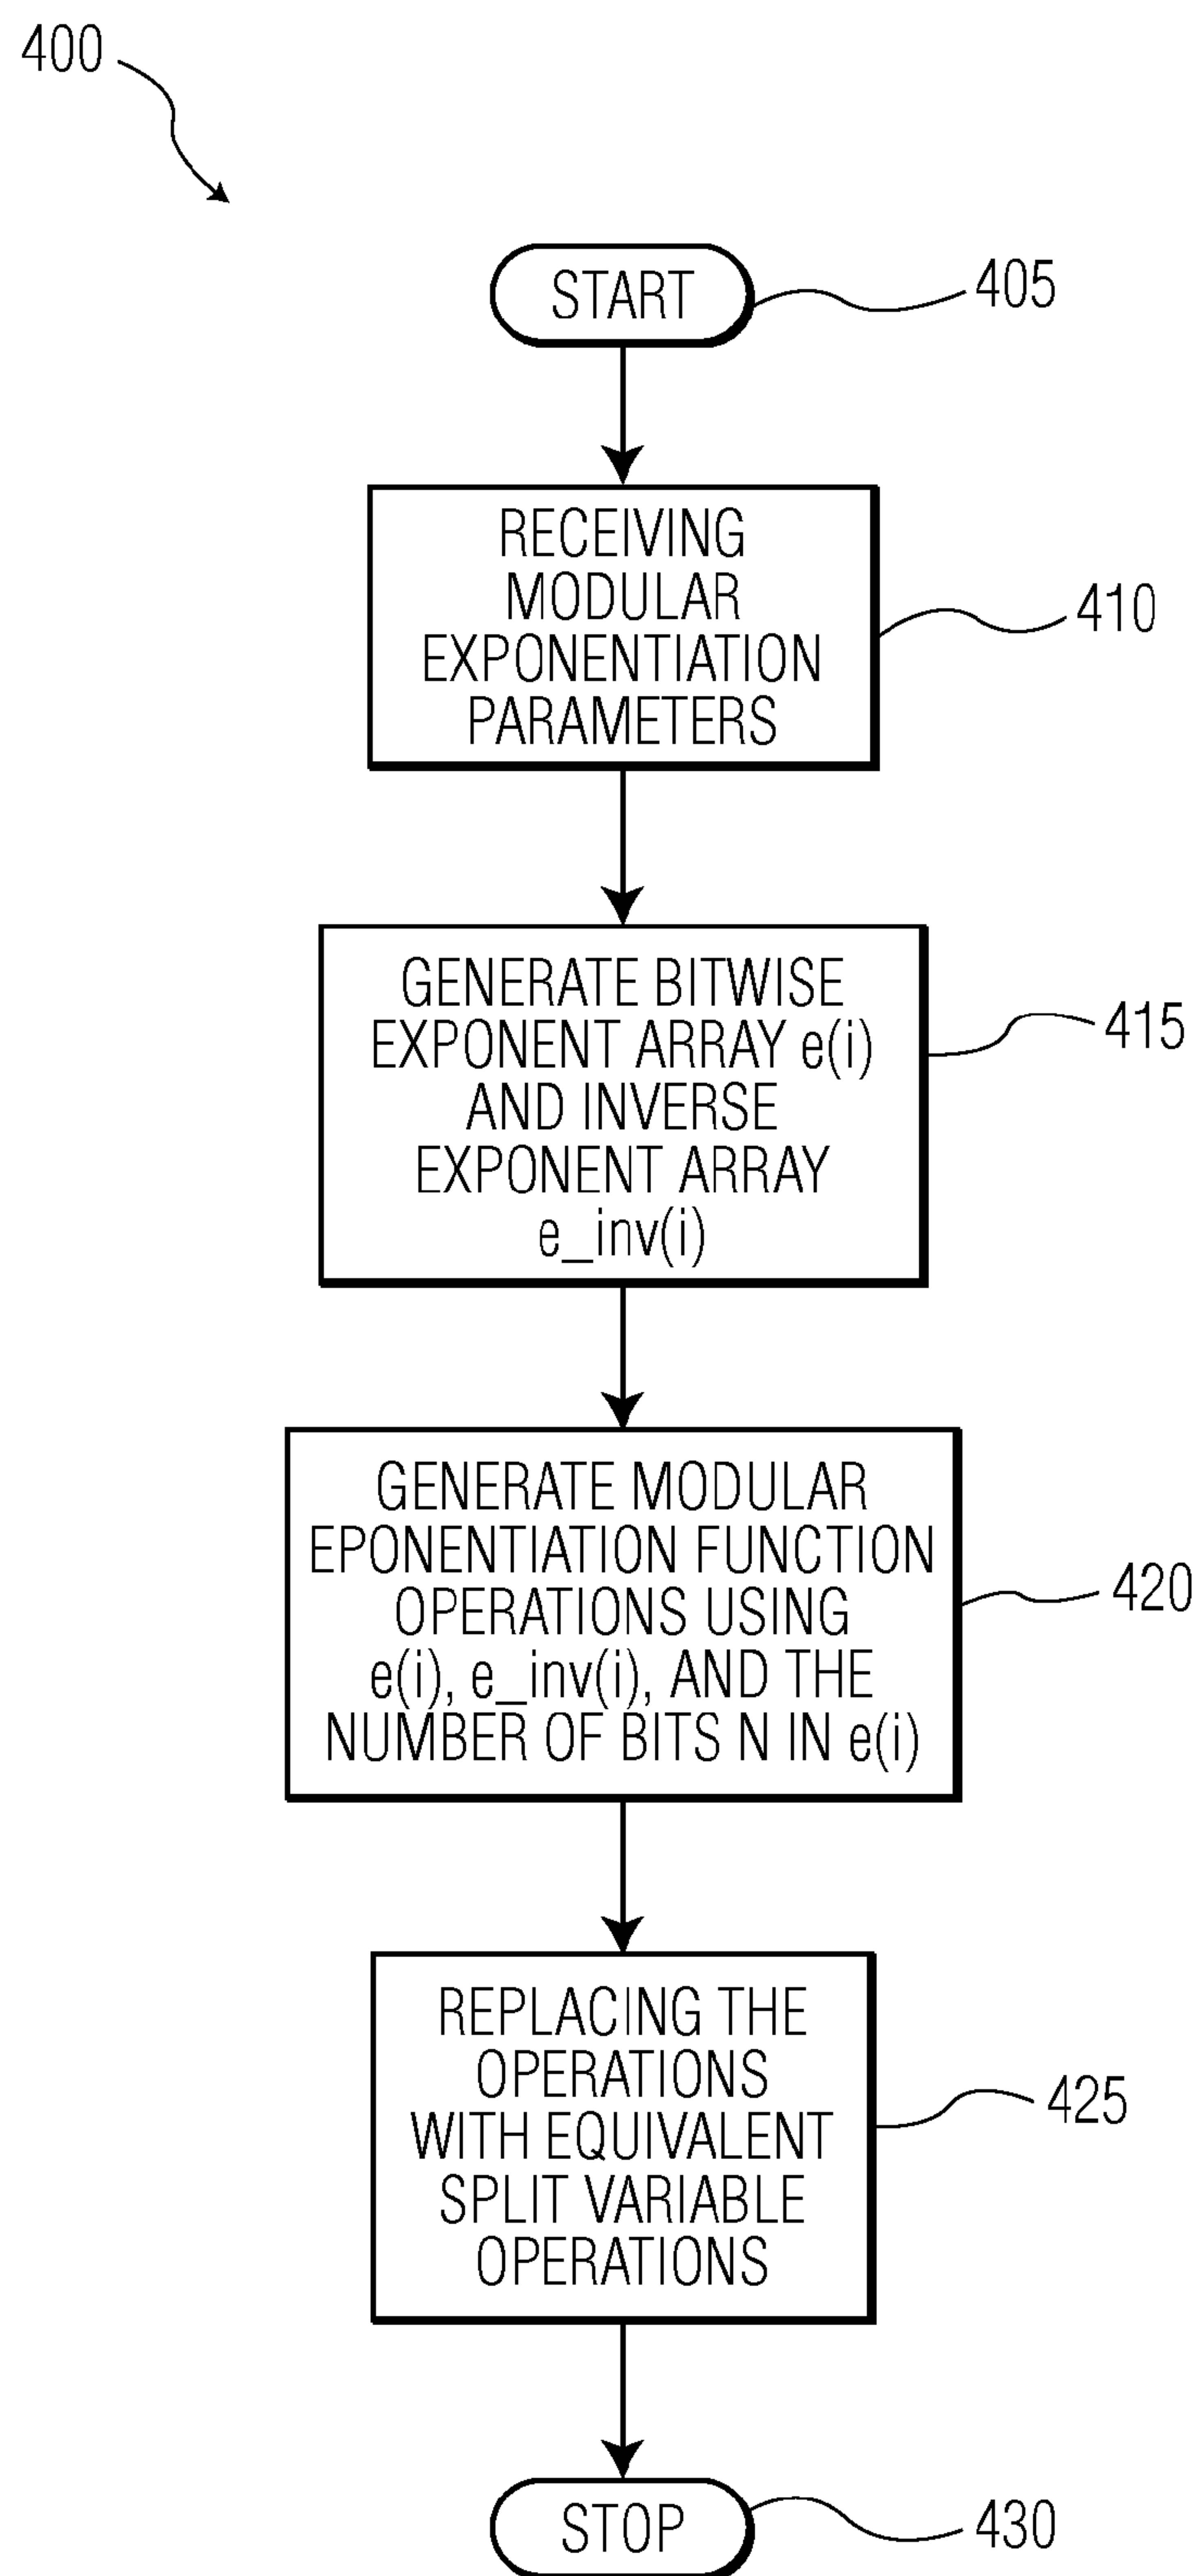 400
START
405
RECEIVING
MODULAR
EXPONENTIATION
PARAMETERS
410
GENERATE BITWISE
EXPONENT ARRAY e(i)
AND INVERSE
EXPONENT ARRAY
e_inv(i)
415
GENERATE MODULAR
EPONENTIATION FUNCTION
OPERATIONS USING
e(i), e_inv(i), AND THE
NUMBER OF BITS N IN e(i)
420
REPLACING THE
OPERATIONS
WITH EQUIVALENT
SPLIT VARIABLE
OPERATIONS
425
STOP
430